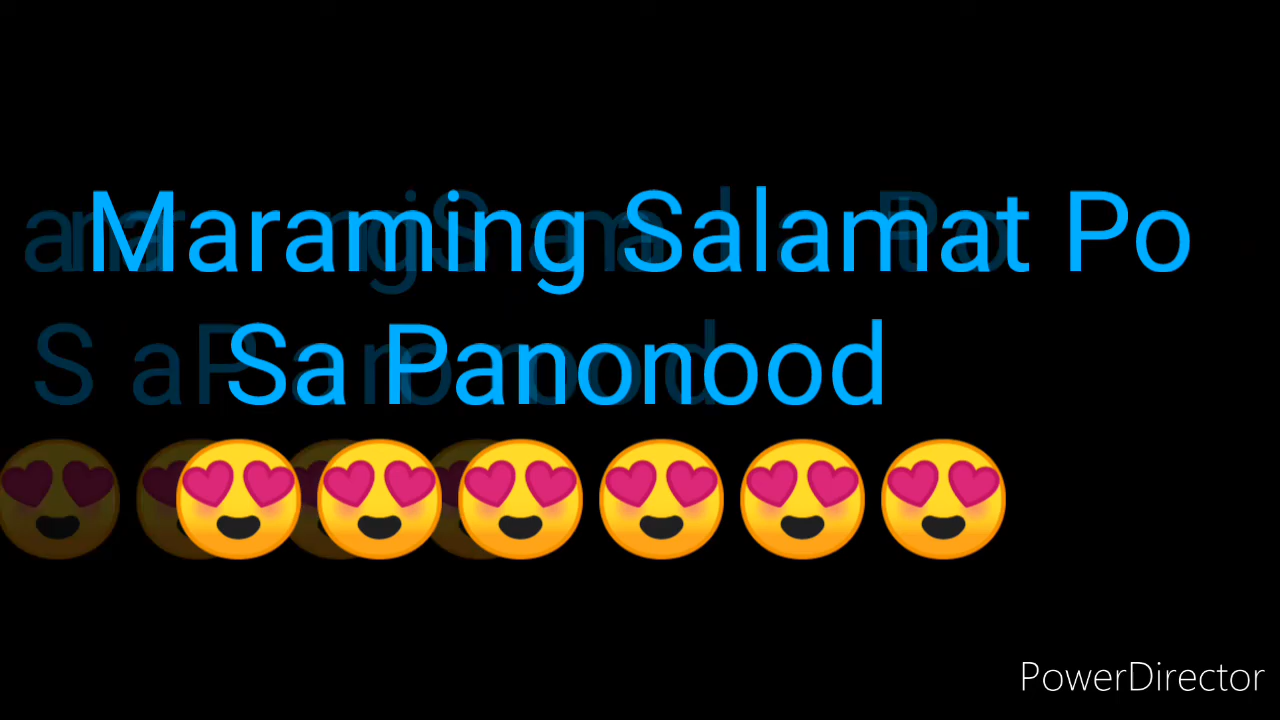 Maraming Salamat Po
Sa Panonood
😍😍😍😍😍😍
PowerDirector